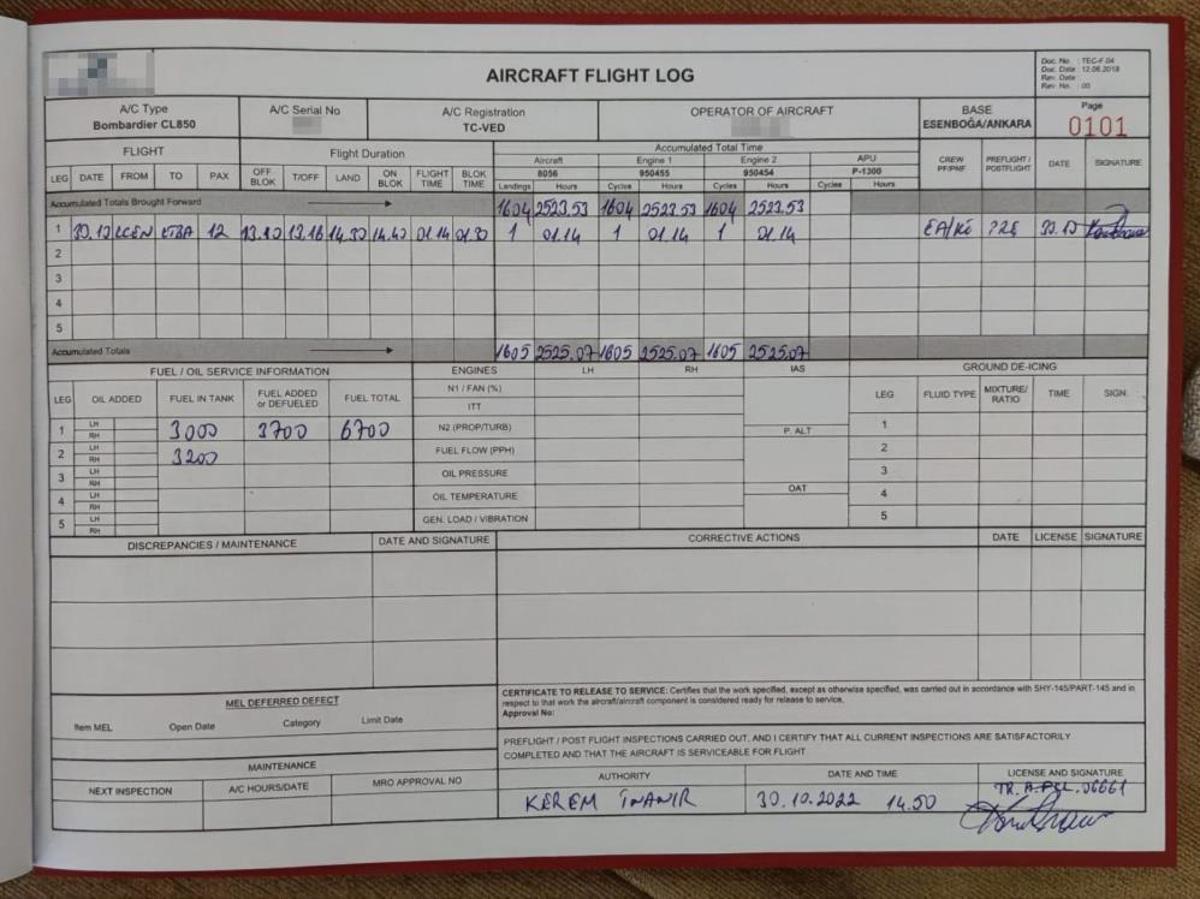 AIRCRAFT FLIGHT LOG
Doc. No : TEC-F.04
Doc. Date : 12.06.2018
Rev. Date :
Rev. No. : 00
A/C Type
Bombardier CL850
A/C Serial No
A/C Registration
TC-VED
OPERATOR OF AIRCRAFT
BASE
ESENBOĞA/ANKARA
Page
0101
FLIGHT Flight Duration Accumulated Total Time
Aircraft Engine 1 Engine 2 APU
8056 950455 950454 P-1300
LEG DATE FROM TO PAX OFF BLOK T/OFF LAND ON BLOK FLIGHT TIME BLOK TIME Landings Hours Cycles Hours Cycles Hours Cycles Hours CREW PF/PNF PREFLIGHT / POSTFLIGHT DATE SIGNATURE
Accumulated Totals Brought Forward 1604 2523.53 1604 2523.53 1604 2523.53
1 30.10 LCEN LTBA 12 13.10 13.16 14.30 14.40 01.14 01.30 1 01.14 1 01.14 1 01.14 EA/Kİ PRE 30.10
2
3
4
5
Accumulated Totals 1605 2525.07 1605 2525.07 1605 2525.07
FUEL / OIL SERVICE INFORMATION ENGINES LH RH IAS GROUND DE-ICING
LEG OIL ADDED FUEL IN TANK FUEL ADDED or DEFUELED FUEL TOTAL N1 / FAN (%) LEG FLUID TYPE MIXTURE/ RATIO TIME SIGN.
ITT
1 LH RH 3000 3700 6700 N2 (PROP/TURB) P. ALT 1
2 LH RH 3200 FUEL FLOW (PPH) 2
3 LH RH OIL PRESSURE 3
4 LH RH OIL TEMPERATURE OAT 4
5 LH RH GEN. LOAD / VIBRATION 5
DISCREPANCIES / MAINTENANCE DATE AND SIGNATURE CORRECTIVE ACTIONS DATE LICENSE SIGNATURE
MEL DEFERRED DEFECT
Item MEL Open Date Category Limit Date
CERTIFICATE TO RELEASE TO SERVICE: Certifies that the work specified, except as otherwise specified, was carried out in accordance with SHY-145/PART-145 and in
respect to that work the aircraft/aircraft component is considered ready for release to service.
Approval No:
PREFLIGHT / POST FLIGHT INSPECTIONS CARRIED OUT, AND I CERTIFY THAT ALL CURRENT INSPECTIONS ARE SATISFACTORILY
COMPLETED AND THAT THE AIRCRAFT IS SERVICEABLE FOR FLIGHT
MAINTENANCE
NEXT INSPECTION A/C HOURS/DATE MRO APPROVAL NO
AUTHORITY DATE AND TIME LICENSE AND SIGNATURE
KEREM İNANIR 30.10.2022 14.50 TR.A.PCL.06661